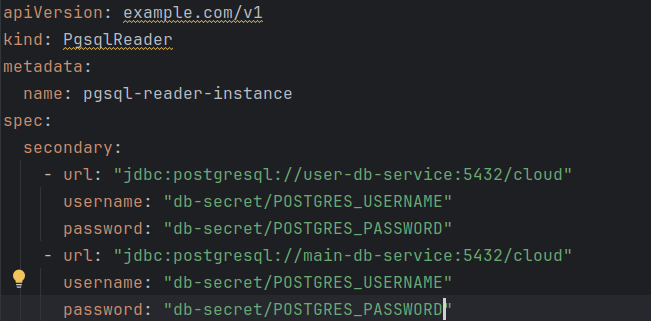 apiVersion: example.com/v1
kind: PgsqlReader
metadata:
  name: pgsql-reader-instance
spec:
  secondary:
    - url: "jdbc:postgresql://user-db-service:5432/cloud"
      username: "db-secret/POSTGRES_USERNAME"
      password: "db-secret/POSTGRES_PASSWORD"
    - url: "jdbc:postgresql://main-db-service:5432/cloud"
      username: "db-secret/POSTGRES_USERNAME"
      password: "db-secret/POSTGRES_PASSWORD"